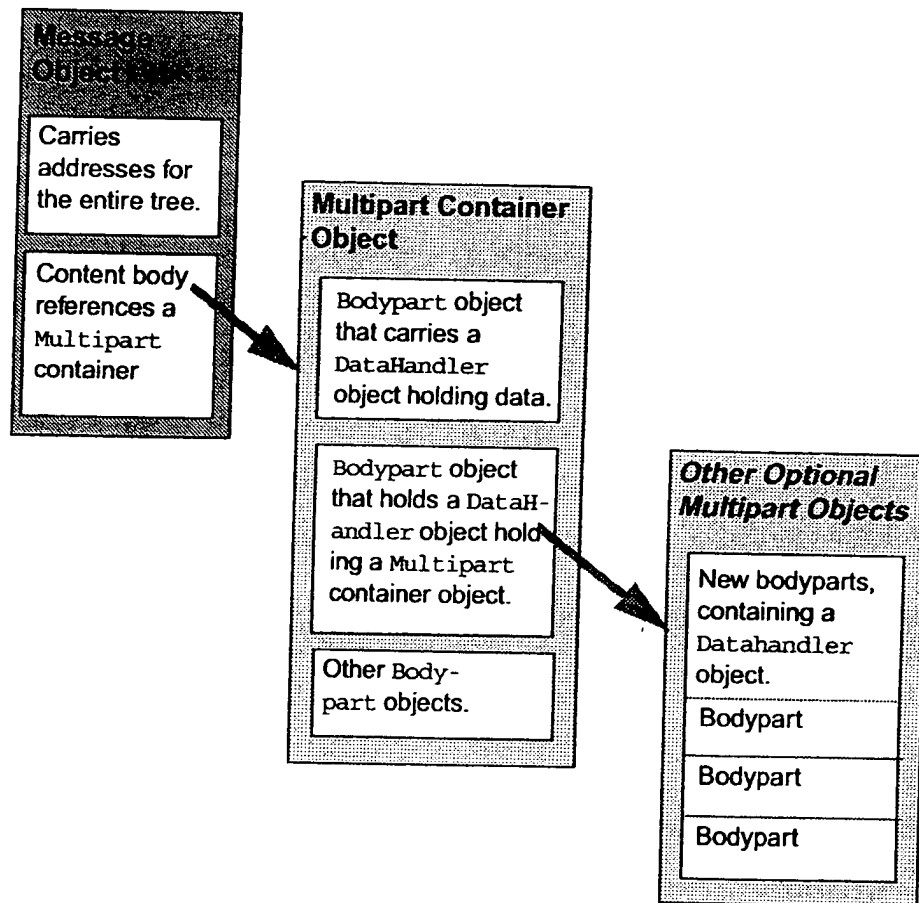 Message
Object
Carries
addresses for
the entire tree.
Content body
references a
Multipart
container
Multipart Container
Object
Bodypart object
that carries a
DataHandler
object holding data.
Bodypart object
that holds a DataH-
andler object hold
ing a Multipart
container object.
Other Body-
part objects.
Other Optional
Multipart Objects
New bodyparts,
containing a
Datahandler
object.
Bodypart
Bodypart
Bodypart